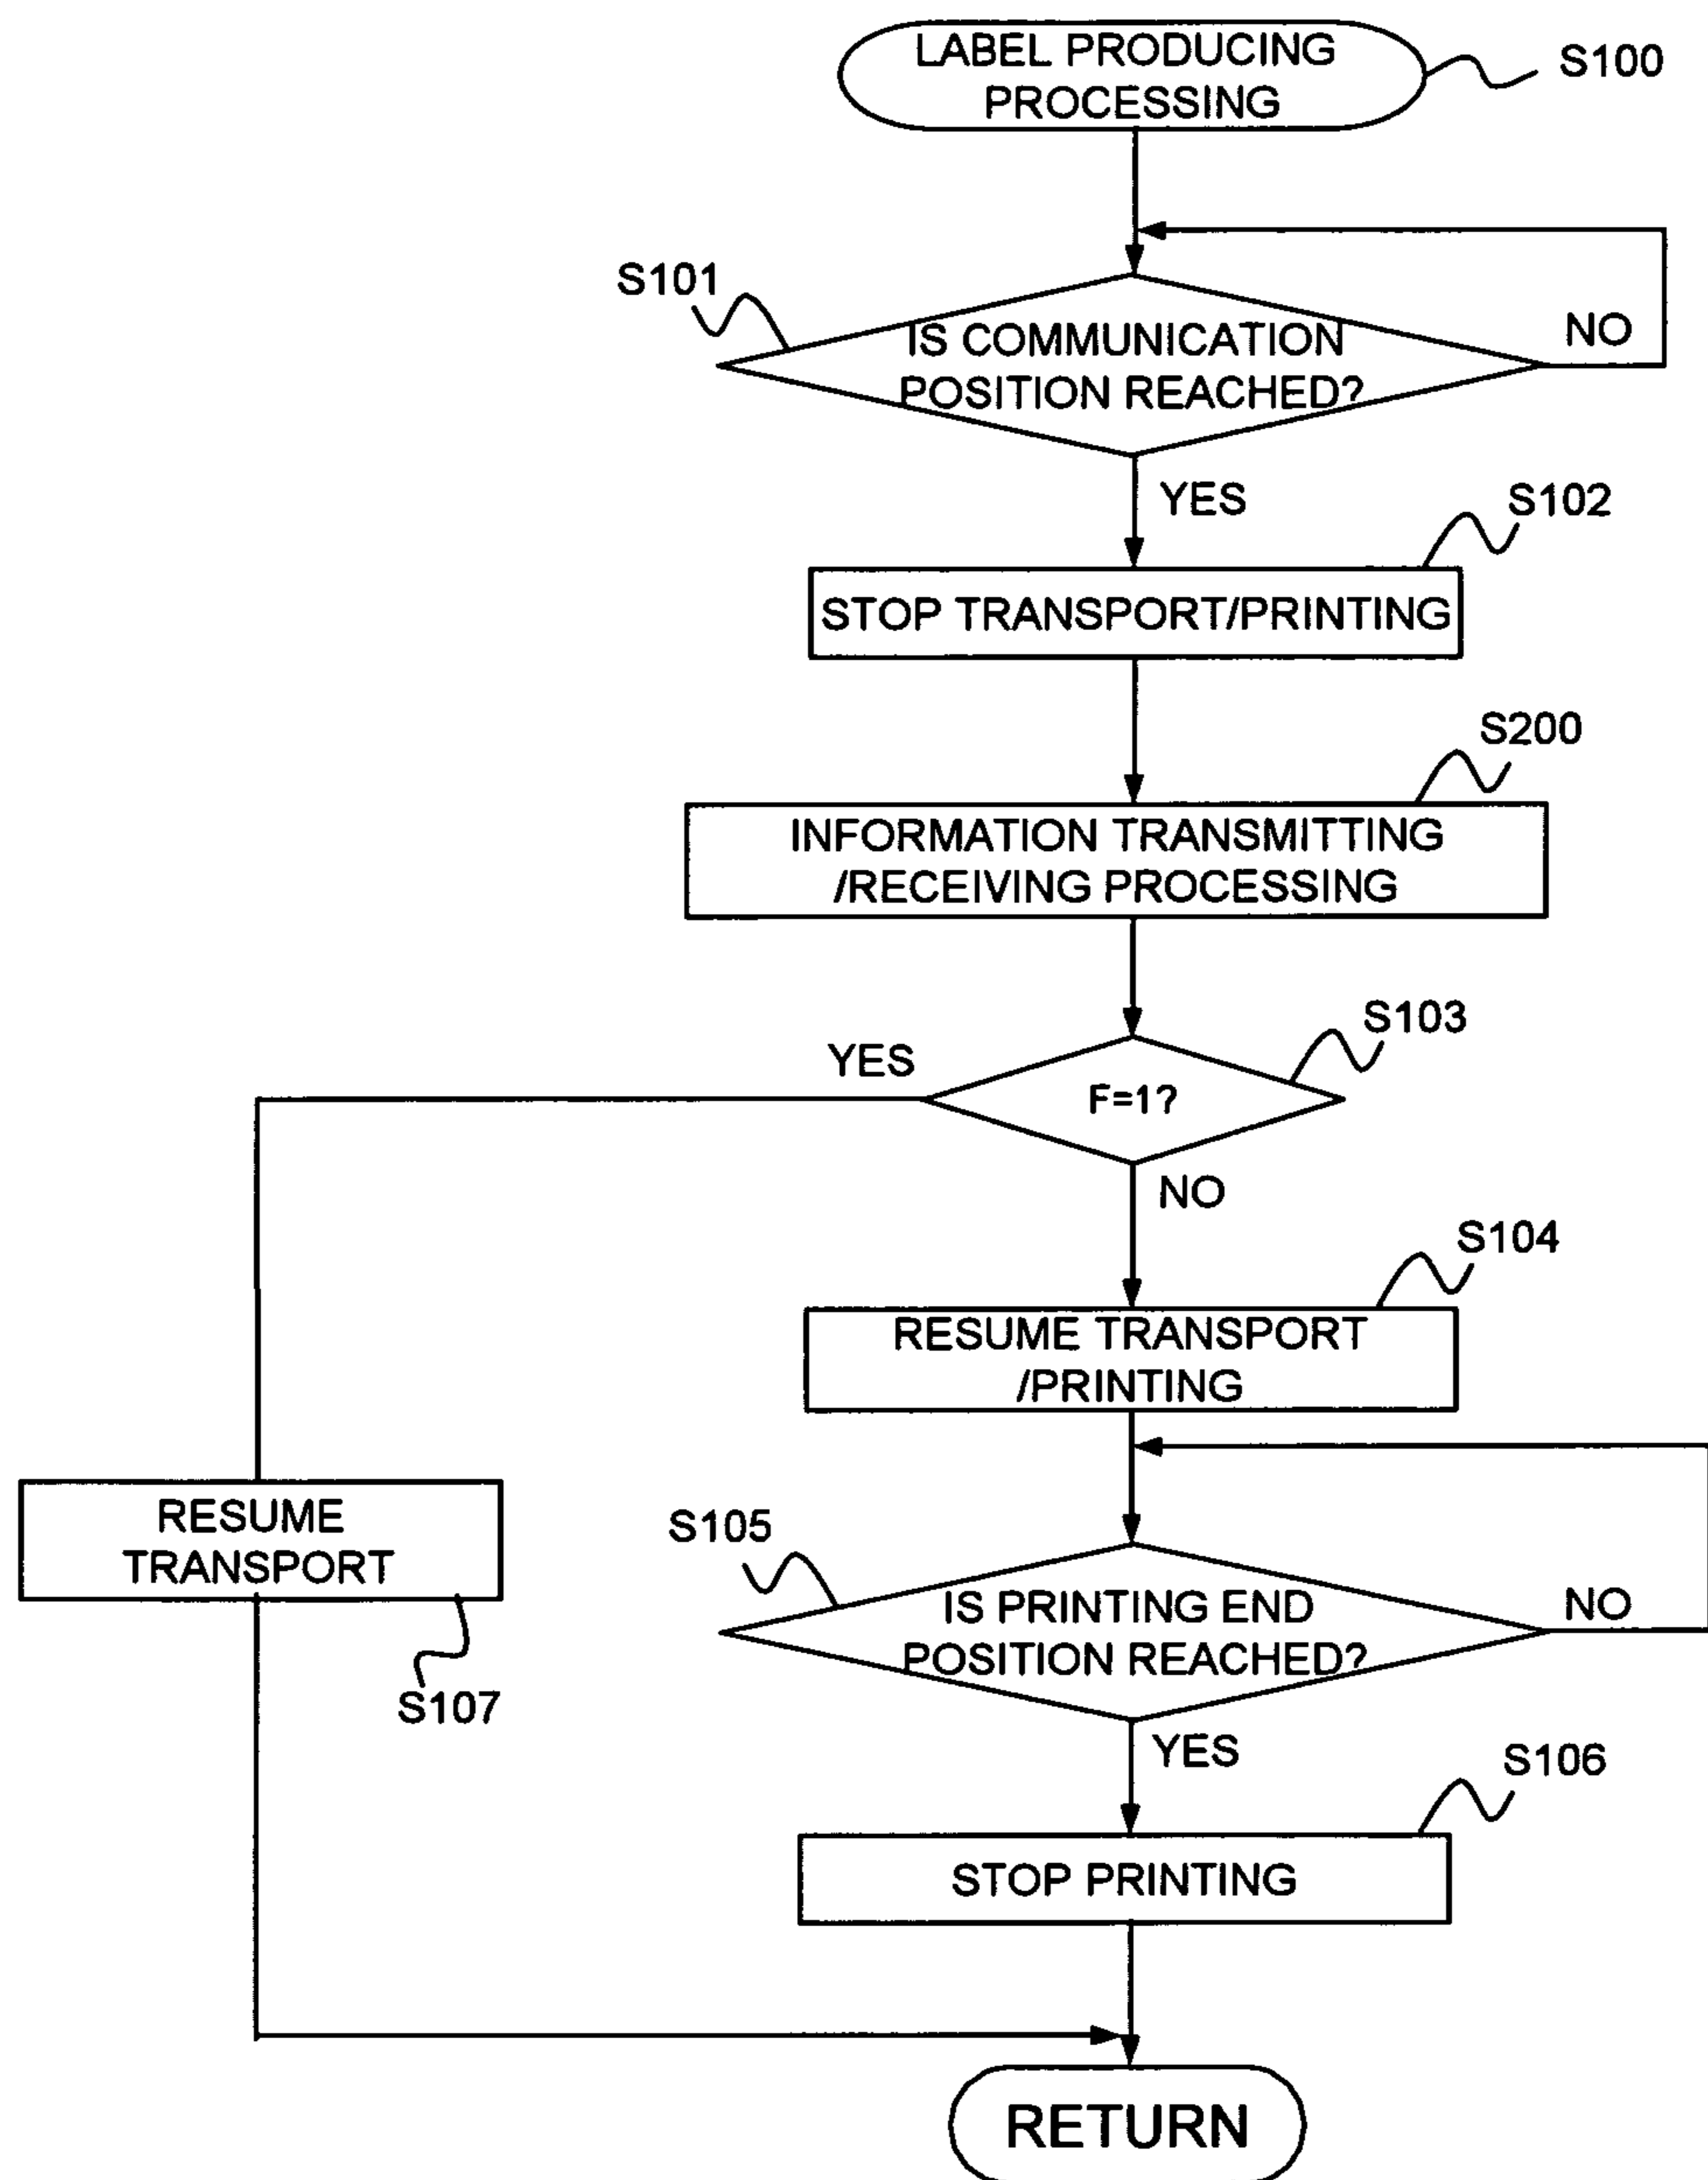 LABEL PRODUCING
PROCESSING
S100
S101
IS COMMUNICATION
POSITION REACHED?
NO
YES
S102
STOP TRANSPORT/PRINTING
S200
INFORMATION TRANSMITTING
/RECEIVING PROCESSING
S103
YES
F=1?
NO
S104
RESUME TRANSPORT
/PRINTING
RESUME
TRANSPORT
S107
S105
IS PRINTING END
POSITION REACHED?
NO
YES
S106
STOP PRINTING
RETURN